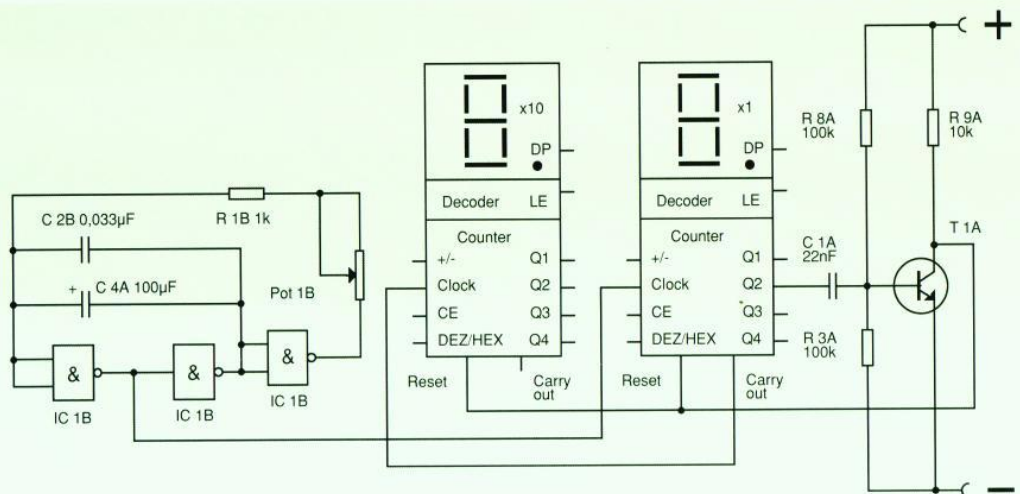 +
x10
DP
Decoder LE
Counter
+/- Q1
Clock Q2
CE Q3
DEZ/HEX Q4
Reset
Carry
out
x1
DP
Decoder LE
Counter
+/- Q1
Clock Q2
CE Q3
DEZ/HEX Q4
Reset
Carry
out
R 8A
100k
R 9A
10k
T 1A
C 1A
22nF
R 3A
100k
C 2B 0,033µF
R 1B 1k
+ C 4A 100µF
Pot 1B
&
IC 1B
&
IC 1B
&
IC 1B
−